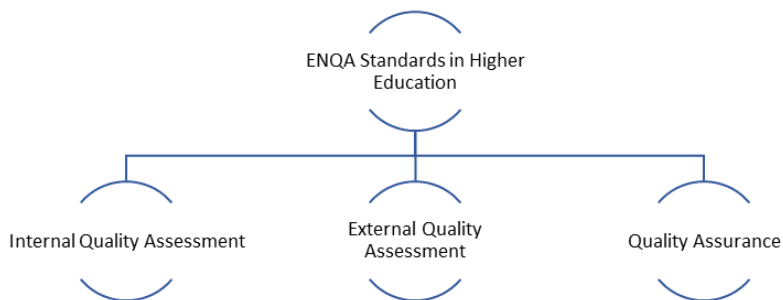 ENQA Standards in Higher
Education
Internal Quality Assessment
External Quality
Assessment
Quality Assurance